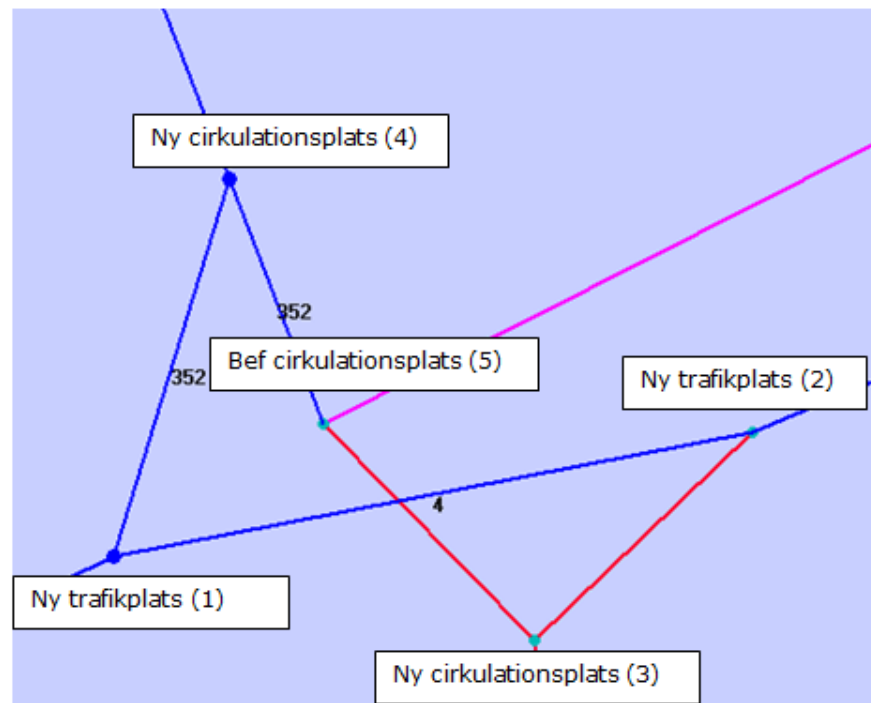 Ny cirkulationsplats (4)
352
Bef cirkulationsplats (5)
352
Ny trafikplats (2)
4
Ny trafikplats (1)
Ny cirkulationsplats (3)